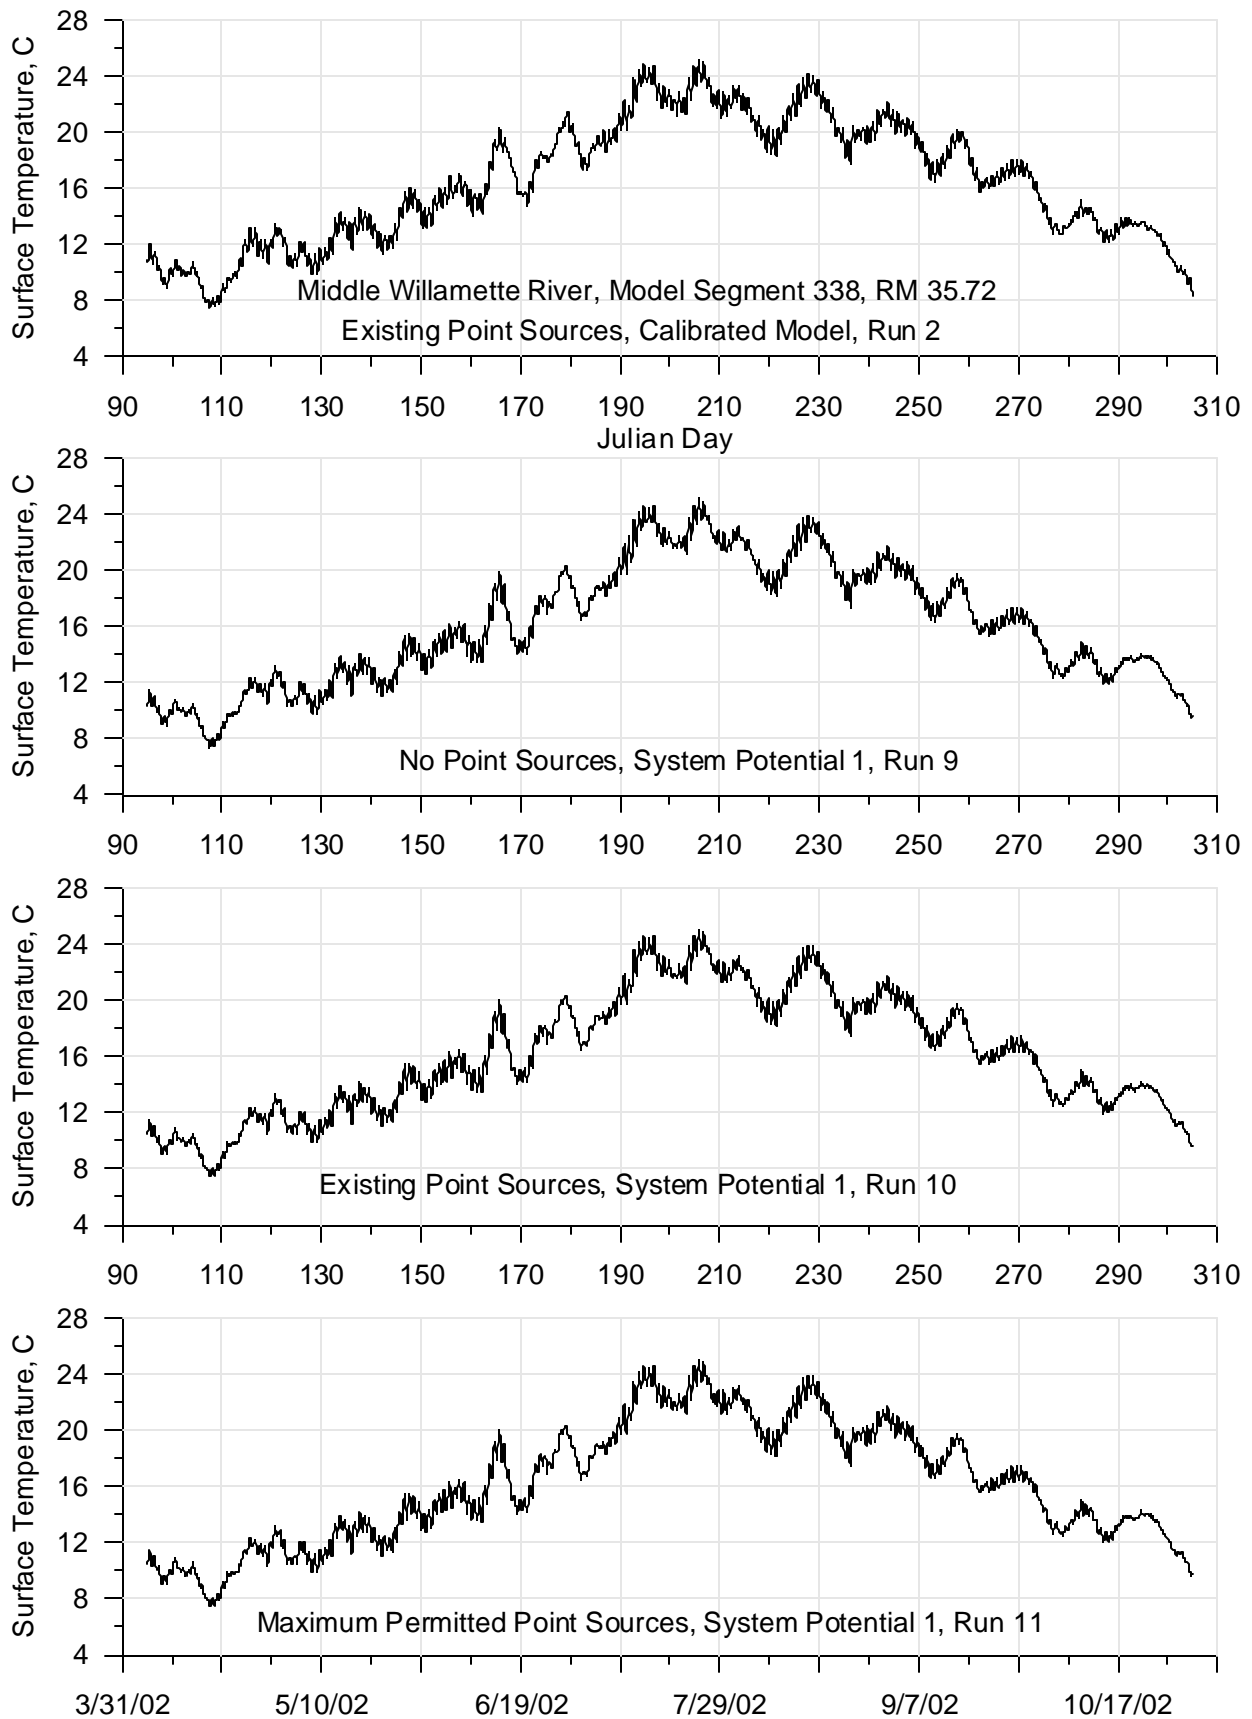 28
24
20
16
12
8
4
Surface Temperature, C
Middle Willamette River, Model Segment 338, RM 35.72
Existing Point Sources, Calibrated Model, Run 2
90 110 130 150 170 190 210 230 250 270 290 310
Julian Day
28
24
20
16
12
8
4
Surface Temperature, C
No Point Sources, System Potential 1, Run 9
90 110 130 150 170 190 210 230 250 270 290 310
28
24
20
16
12
8
4
Surface Temperature, C
Existing Point Sources, System Potential 1, Run 10
90 110 130 150 170 190 210 230 250 270 290 310
28
24
20
16
12
8
4
Surface Temperature, C
Maximum Permitted Point Sources, System Potential 1, Run 11
3/31/02 5/10/02 6/19/02 7/29/02 9/7/02 10/17/02